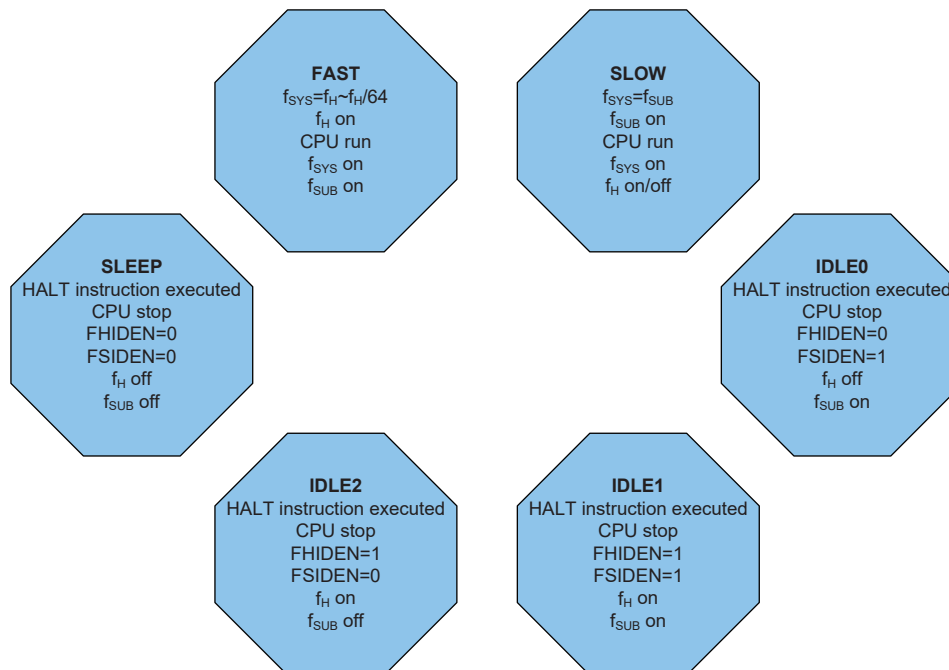 FAST
fSYS=fH~fH/64
fH on
CPU run
fSYS on
fSUB on
SLOW
fSYS=fSUB
fSUB on
CPU run
fSYS on
fH on/off
SLEEP
HALT instruction executed
CPU stop
FHIDEN=0
FSIDEN=0
fH off
fSUB off
IDLE0
HALT instruction executed
CPU stop
FHIDEN=0
FSIDEN=1
fH off
fSUB on
IDLE2
HALT instruction executed
CPU stop
FHIDEN=1
FSIDEN=0
fH on
fSUB off
IDLE1
HALT instruction executed
CPU stop
FHIDEN=1
FSIDEN=1
fH on
fSUB on